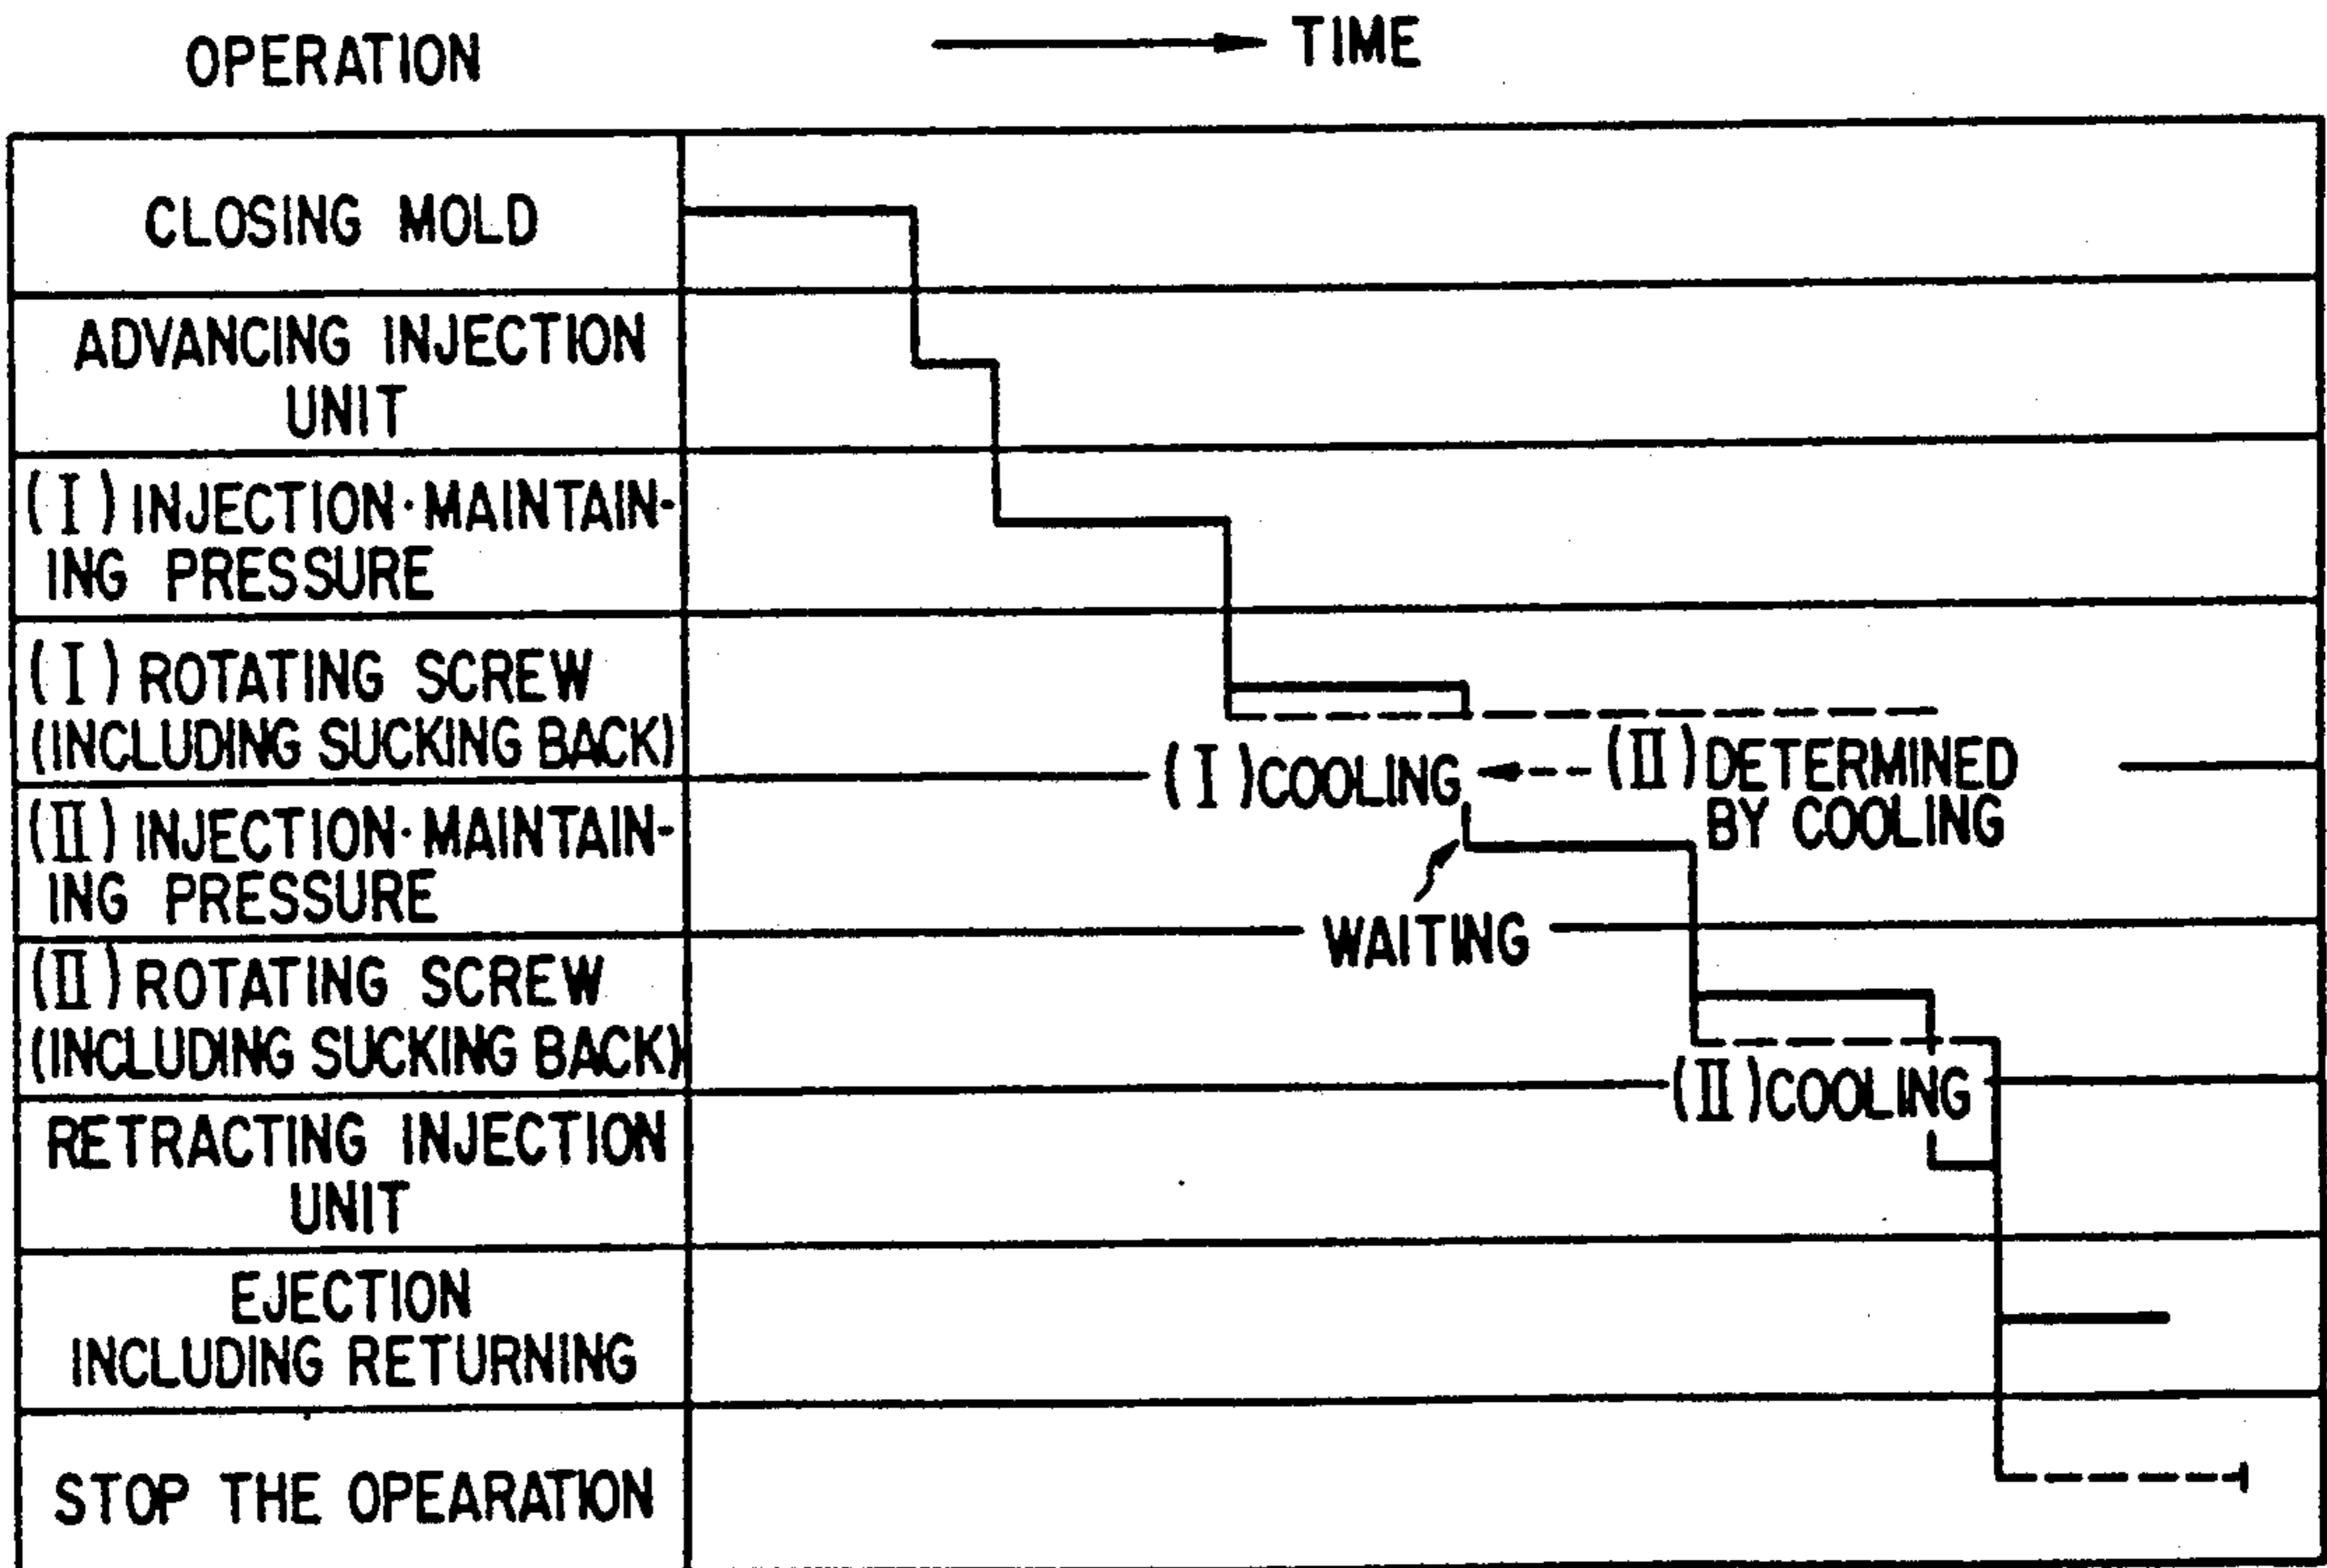 OPERATION
TIME
CLOSING MOLD
ADVANCING INJECTION
UNIT
(I) INJECTION·MAINTAIN-
ING PRESSURE
(I) ROTATING SCREW
(INCLUDING SUCKING BACK)
(I)COOLING
(II) DETERMINED
BY COOLING
(II) INJECTION·MAINTAIN-
ING PRESSURE
WAITING
(II) ROTATING SCREW
(INCLUDING SUCKING BACK)
(II)COOLING
RETRACTING INJECTION
UNIT
EJECTION
INCLUDING RETURNING
STOP THE OPEARATION